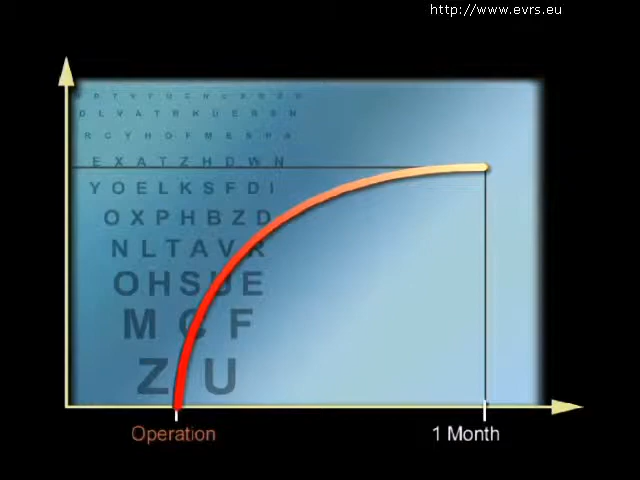 http://www.evrs.eu
D L V A T B K U E R S N
R C Y H O F M E S P A
E X A T Z H D W N
Y O E L K S F D I
O X P H B Z D
N L T A V R
O H S U E
M C F
Z U
Operation
1 Month